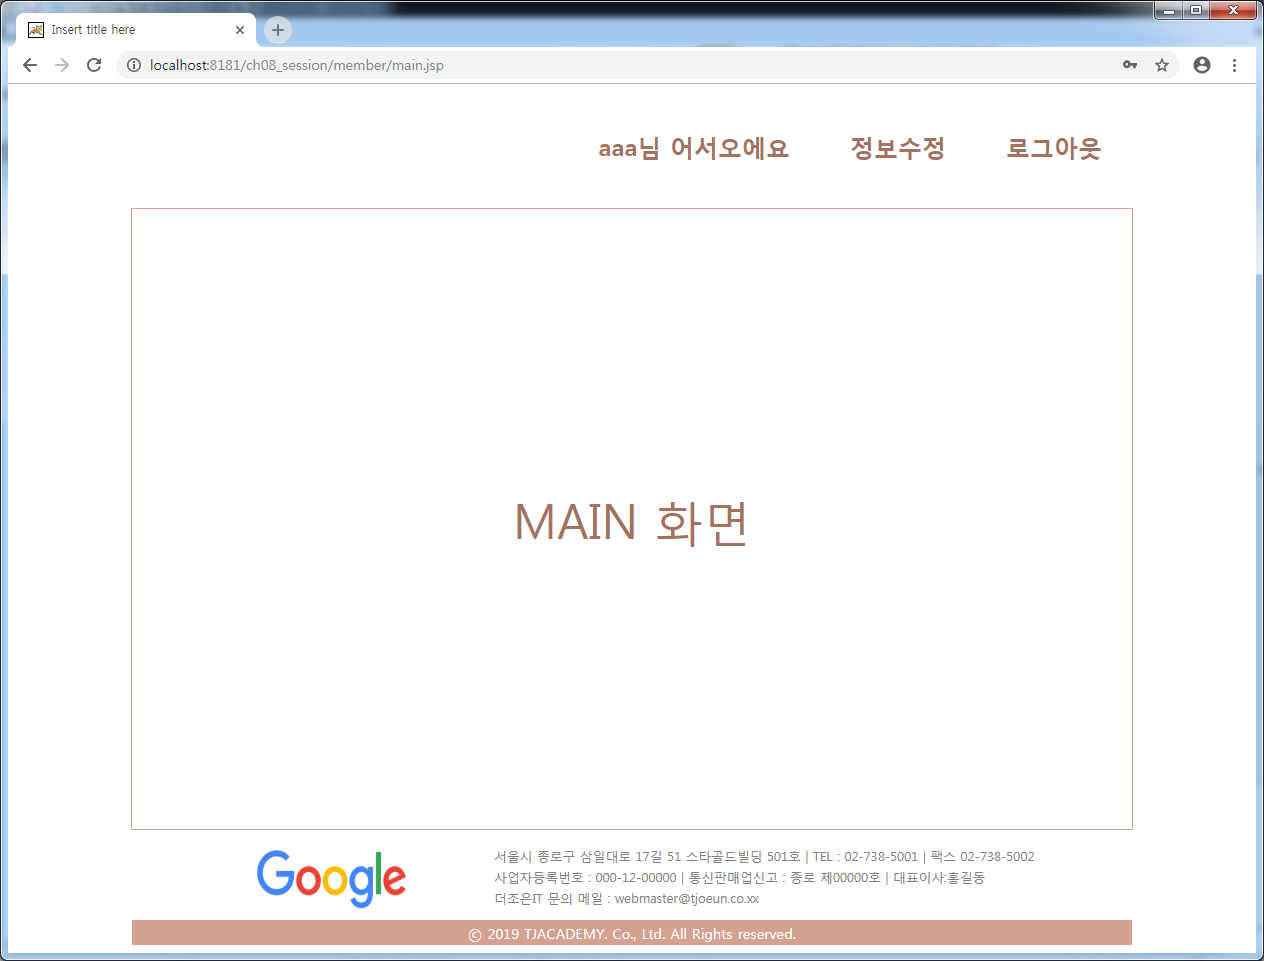 Insert title here
localhost:8181/ch08_session/member/main.jsp
aaa님 어서오에요 정보수정 로그아웃
MAIN 화면
Google
서울시 종로구 삼일대로 17길 51 스타골드빌딩 501호 | TEL : 02-738-5001 | 팩스 02-738-5002
사업자등록번호 : 000-12-00000 | 통신판매업신고 : 종로 제00000호 | 대표이사:홍길동
더조은IT 문의 메일 : webmaster@tjoeun.co.xx
ⓒ 2019 TJACADEMY. Co., Ltd. All Rights reserved.